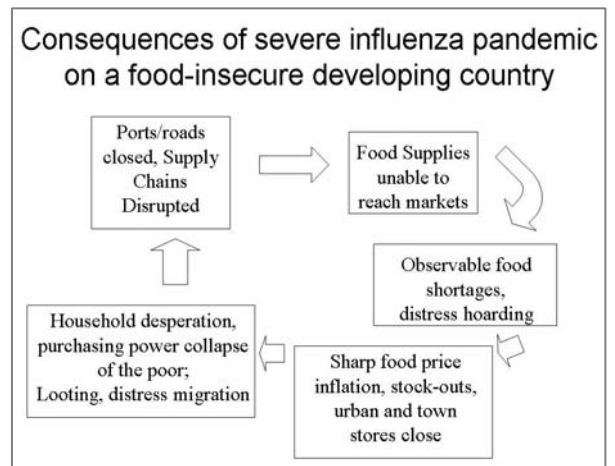 Consequences of severe influenza pandemic
on a food-insecure developing country
Ports/roads
closed, Supply
Chains
Disrupted
Food Supplies
unable to
reach markets
Observable food
shortages,
distress hoarding
Sharp food price
inflation, stock-outs,
urban and town
stores close
Household desperation,
purchasing power collapse
of the poor;
Looting, distress migration